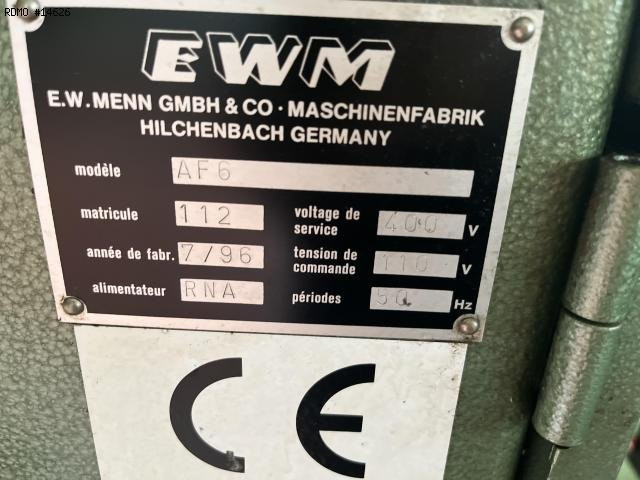 RDMO #14626
EWM
E.W. MENN GMBH & CO · MASCHINENFABRIK
HILCHENBACH GERMANY
modèle AF6
matricule 112 voltage de service 400 V
année de fabr. 7/96 tension de commande 110 V
alimentateur RNA périodes 50 Hz
CE